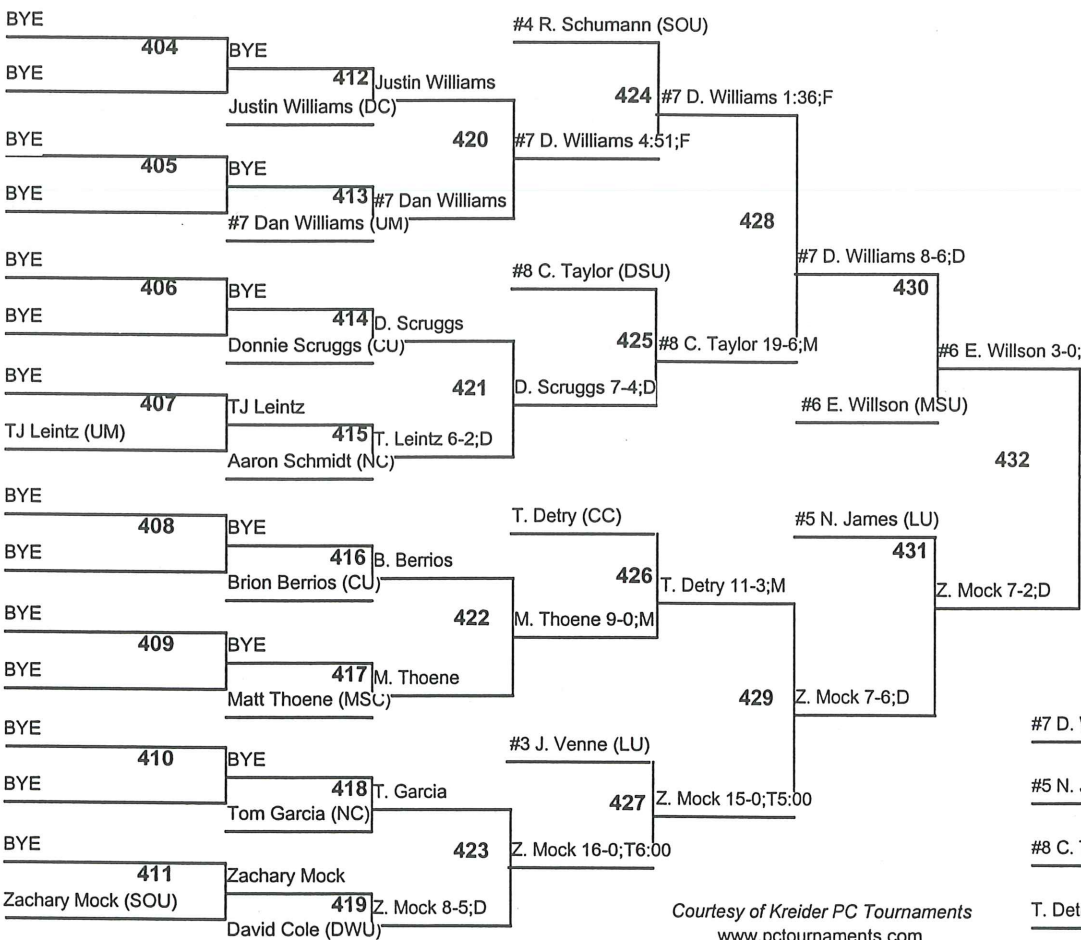 BYE
404
BYE
BYE
412
Justin Williams
Justin Williams (DC)
BYE
405
BYE
BYE
413
#7 Dan Williams
#7 Dan Williams (UM)
420
#7 D. Williams 4:51;F
#4 R. Schumann (SOU)
424
#7 D. Williams 1:36;F
BYE
406
BYE
BYE
414
D. Scruggs
Donnie Scruggs (CU)
BYE
407
TJ Leintz
TJ Leintz (UM)
415
T. Leintz 6-2;D
Aaron Schmidt (NC)
421
D. Scruggs 7-4;D
#8 C. Taylor (DSU)
425
#8 C. Taylor 19-6;M
428
#7 D. Williams 8-6;D
430
#6 E. Willson 3-0;
#6 E. Willson (MSU)
432
BYE
408
BYE
BYE
416
B. Berrios
Brion Berrios (CU)
BYE
409
BYE
BYE
417
M. Thoene
Matt Thoene (MSC)
422
M. Thoene 9-0;M
T. Detry (CC)
426
T. Detry 11-3;M
BYE
410
BYE
BYE
418
T. Garcia
Tom Garcia (NC)
BYE
411
Zachary Mock
Zachary Mock (SOU)
419
Z. Mock 8-5;D
David Cole (DWU)
423
Z. Mock 16-0;T6:00
#3 J. Venne (LU)
427
Z. Mock 15-0;T5:00
429
Z. Mock 7-6;D
#5 N. James (LU)
431
Z. Mock 7-2;D
#7 D.
#5 N.
#8 C.
T. Det
Courtesy of Kreider PC Tournaments
www.pctournaments.com